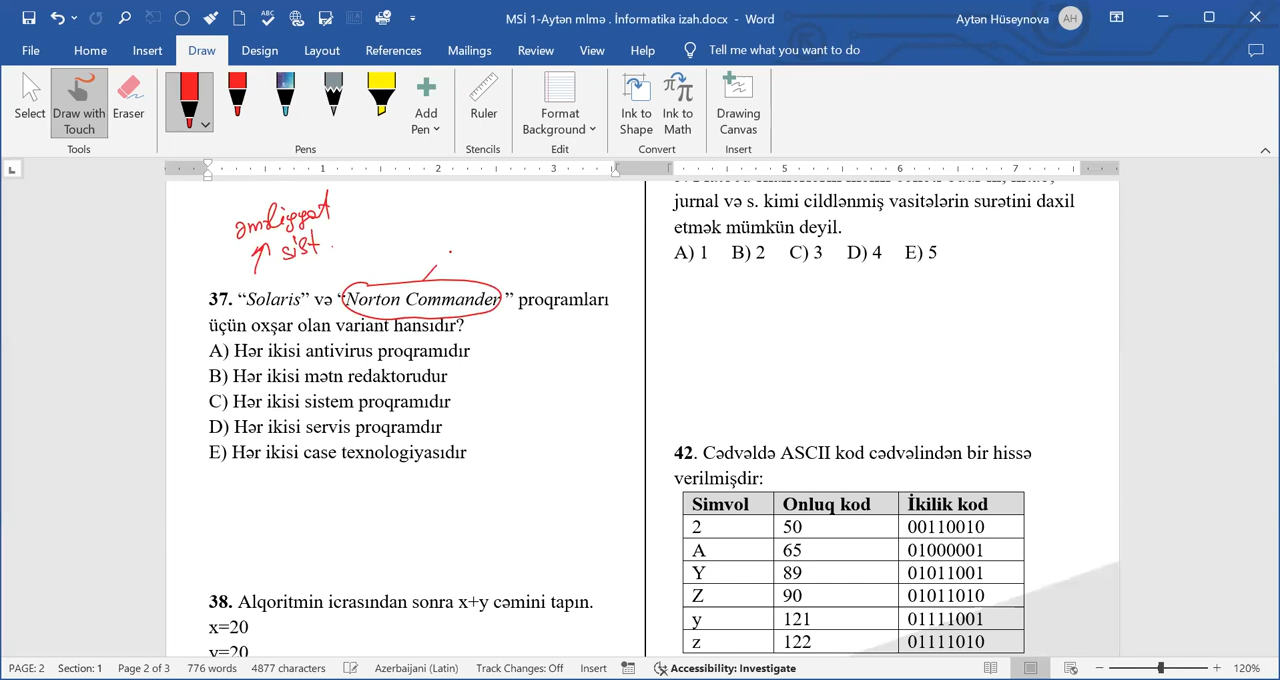 MSİ 1-Aytən mlmə . İnformatika izah.docx - Word
Aytən Hüseynova AH
File Home Insert Draw Design Layout References Mailings Review View Help Tell me what you want to do
Select Draw with Touch Eraser Add Pen Ruler Format Background Ink to Shape Ink to Math Drawing Canvas
Tools Pens Stencils Edit Convert Insert
L 1 2 3 5 6 7
əməliyyat
sist
37. “Solaris” və “Norton Commander ” proqramları
üçün oxşar olan variant hansıdır?
A) Hər ikisi antivirus proqramıdır
B) Hər ikisi mətn redaktorudur
C) Hər ikisi sistem proqramıdır
D) Hər ikisi servis proqramdır
E) Hər ikisi case texnologiyasıdır
38. Alqoritmin icrasından sonra x+y cəmini tapın.
x=20
y=20
jurnal və s. kimi cildlənmiş vasitələrin surətini daxil
etmək mümkün deyil.
A) 1 B) 2 C) 3 D) 4 E) 5
42. Cədvəldə ASCII kod cədvəlindən bir hissə
verilmişdir:
Simvol Onluq kod İkilik kod
2 50 00110010
A 65 01000001
Y 89 01011001
Z 90 01011010
y 121 01111001
z 122 01111010
PAGE: 2 Section: 1 Page 2 of 3 776 words 4877 characters Azerbaijani (Latin) Track Changes: Off Insert Accessibility: Investigate 120%